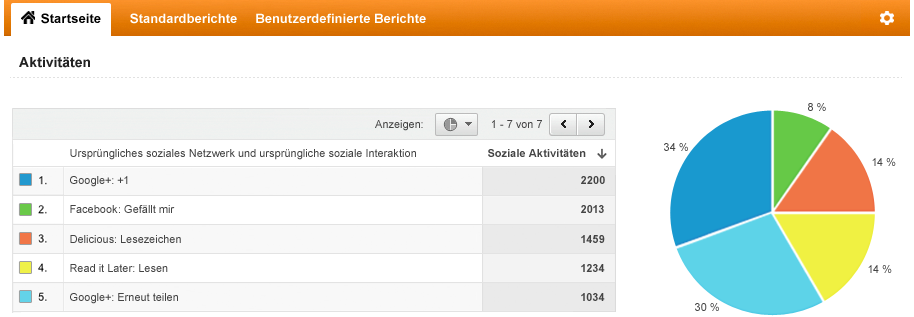 Startseite Standardberichte Benutzerdefinierte Berichte
Aktivitäten
Anzeigen: 1 - 7 von 7
Ursprüngliches soziales Netzwerk und ursprüngliche soziale Interaktion Soziale Aktivitäten
1. Google+: +1 2200
2. Facebook: Gefällt mir 2013
3. Delicious: Lesezeichen 1459
4. Read it Later: Lesen 1234
5. Google+: Erneut teilen 1034
8 %
34 %
14 %
14 %
30 %